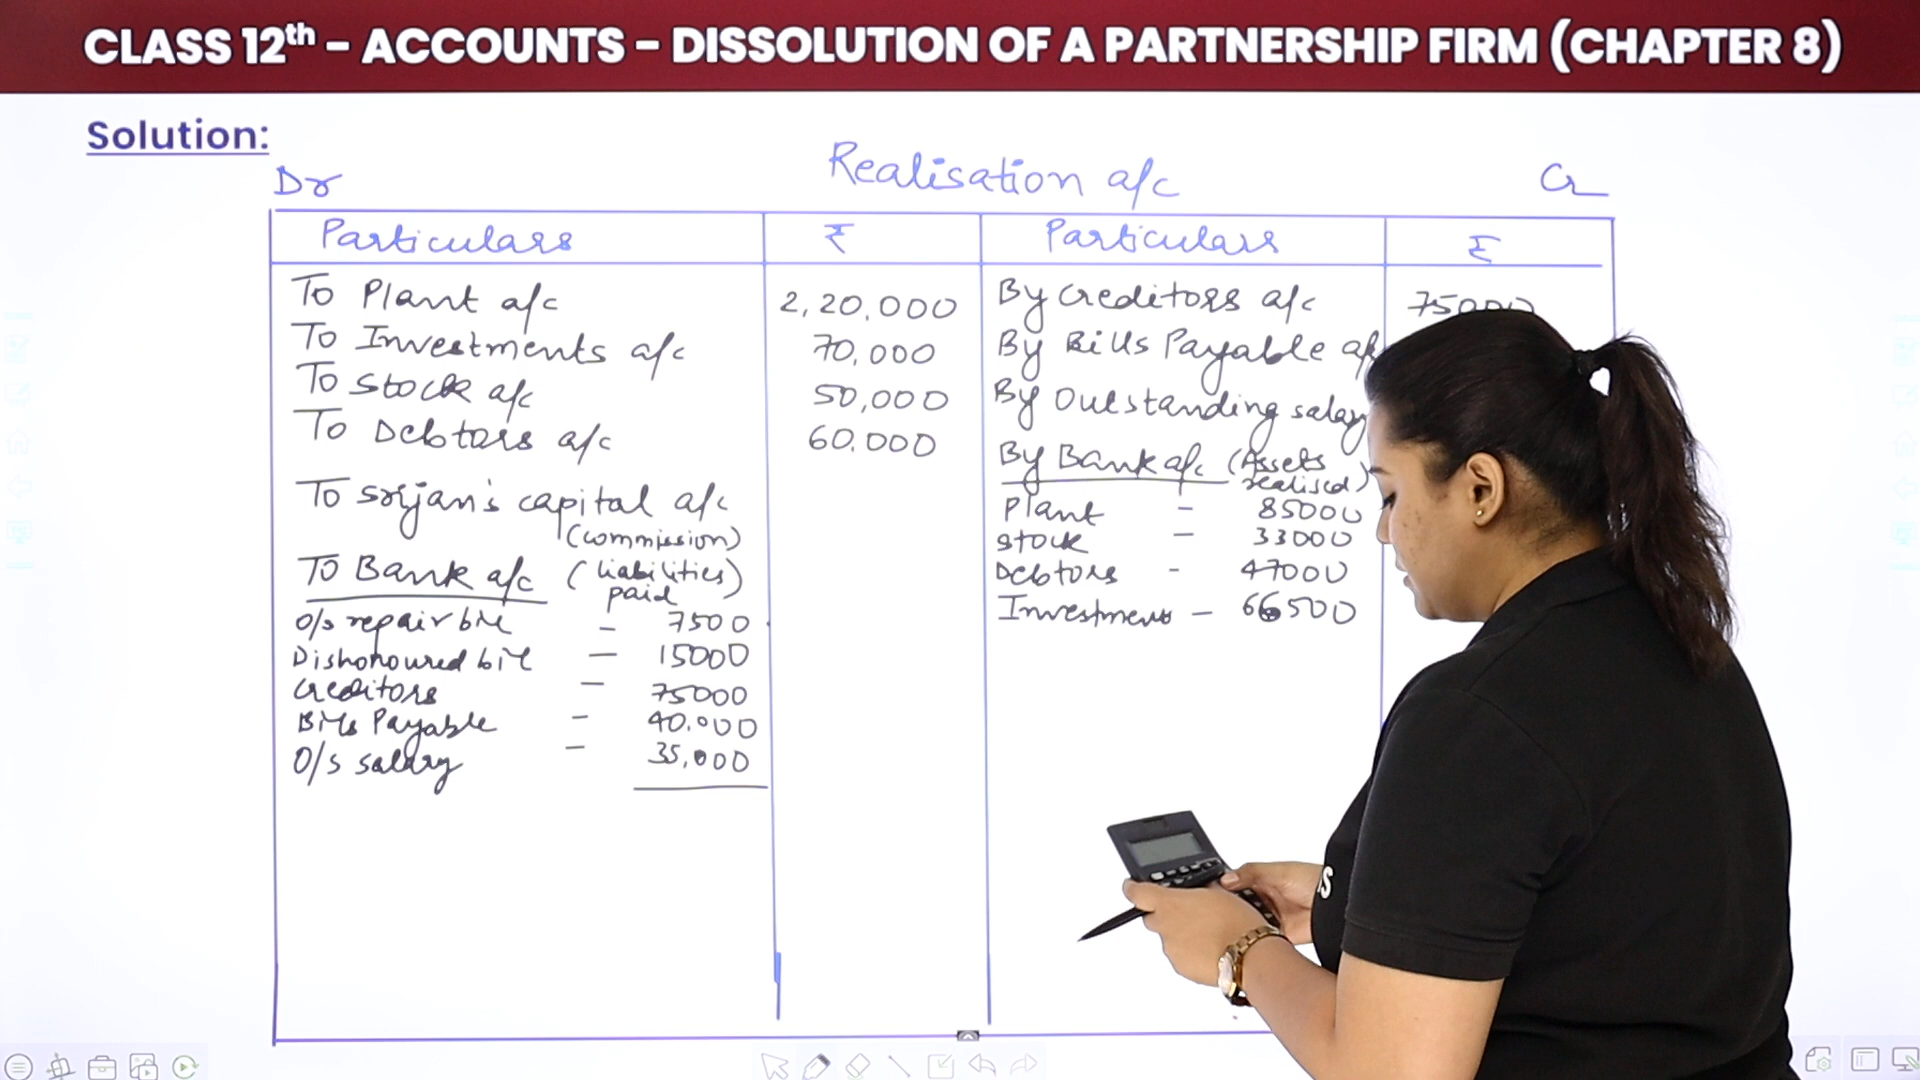 CLASS 12th – ACCOUNTS – DISSOLUTION OF A PARTNERSHIP FIRM (CHAPTER 8)
Solution:
Dr Realisation a/c Cr
Particulars ₹ Particulars ₹
To Plant a/c 2,20,000 By Creditors a/c 75000
To Investments a/c 70,000 By Bills Payable a/c
To Stock a/c 50,000 By Outstanding salary
To Debtors a/c 60.000 By Bank a/c (Assets realised)
To Srijan's capital a/c (commission)
Plant - 85000
Stock - 33000
To Bank a/c (liabilities paid)
Debtors - 47000
Investment - 66500
O/s repair bill - 7500
Dishonoured bill - 15000
Creditors - 75000
Bills Payable - 40.000
O/s salary - 35,000